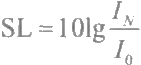 SL = 10lg I_N / I_0